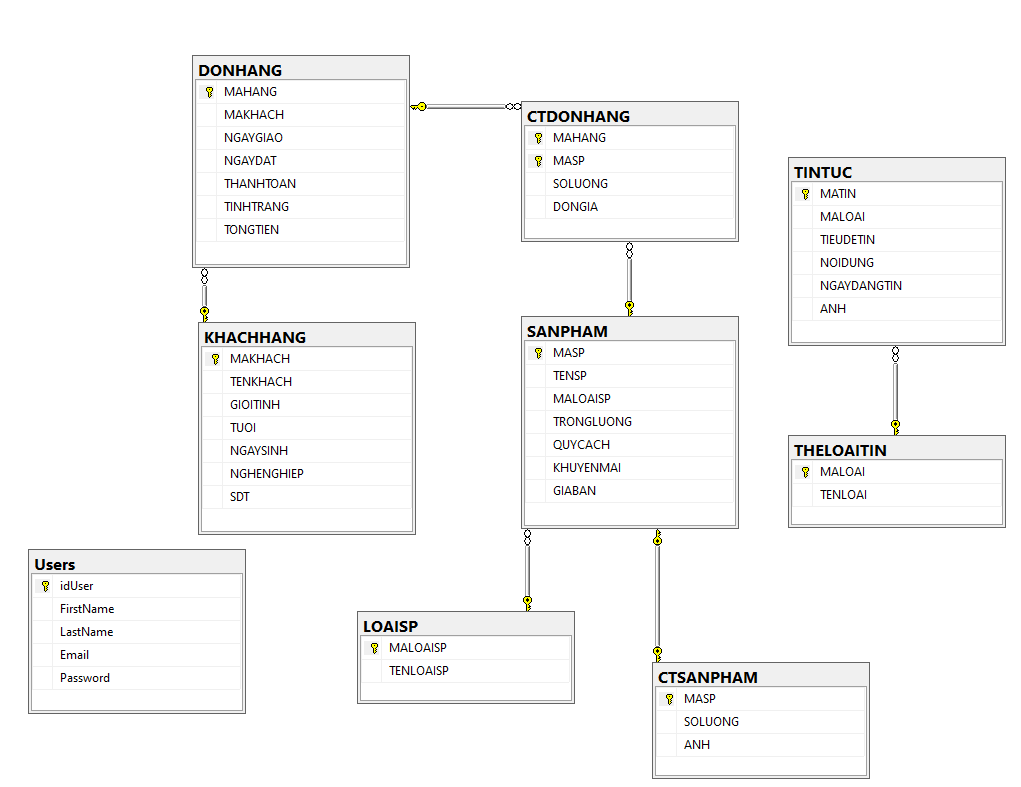 DONHANG
MAHANG
MAKHACH
NGAYGIAO
NGAYDAT
THANHTOAN
TINHTRANG
TONGTIEN
CTDONHANG
MAHANG
MASP
SOLUONG
DONGIA
TINTUC
MATIN
MALOAI
TIEUDETIN
NOIDUNG
NGAYDANGTIN
ANH
KHACHHANG
MAKHACH
TENKHACH
GIOITINH
TUOI
NGAYSINH
NGHENGHIEP
SDT
SANPHAM
MASP
TENSP
MALOAISP
TRONGLUONG
QUYCACH
KHUYENMAI
GIABAN
THELOAITIN
MALOAI
TENLOAI
Users
idUser
FirstName
LastName
Email
Password
LOAISP
MALOAISP
TENLOAISP
CTSANPHAM
MASP
SOLUONG
ANH